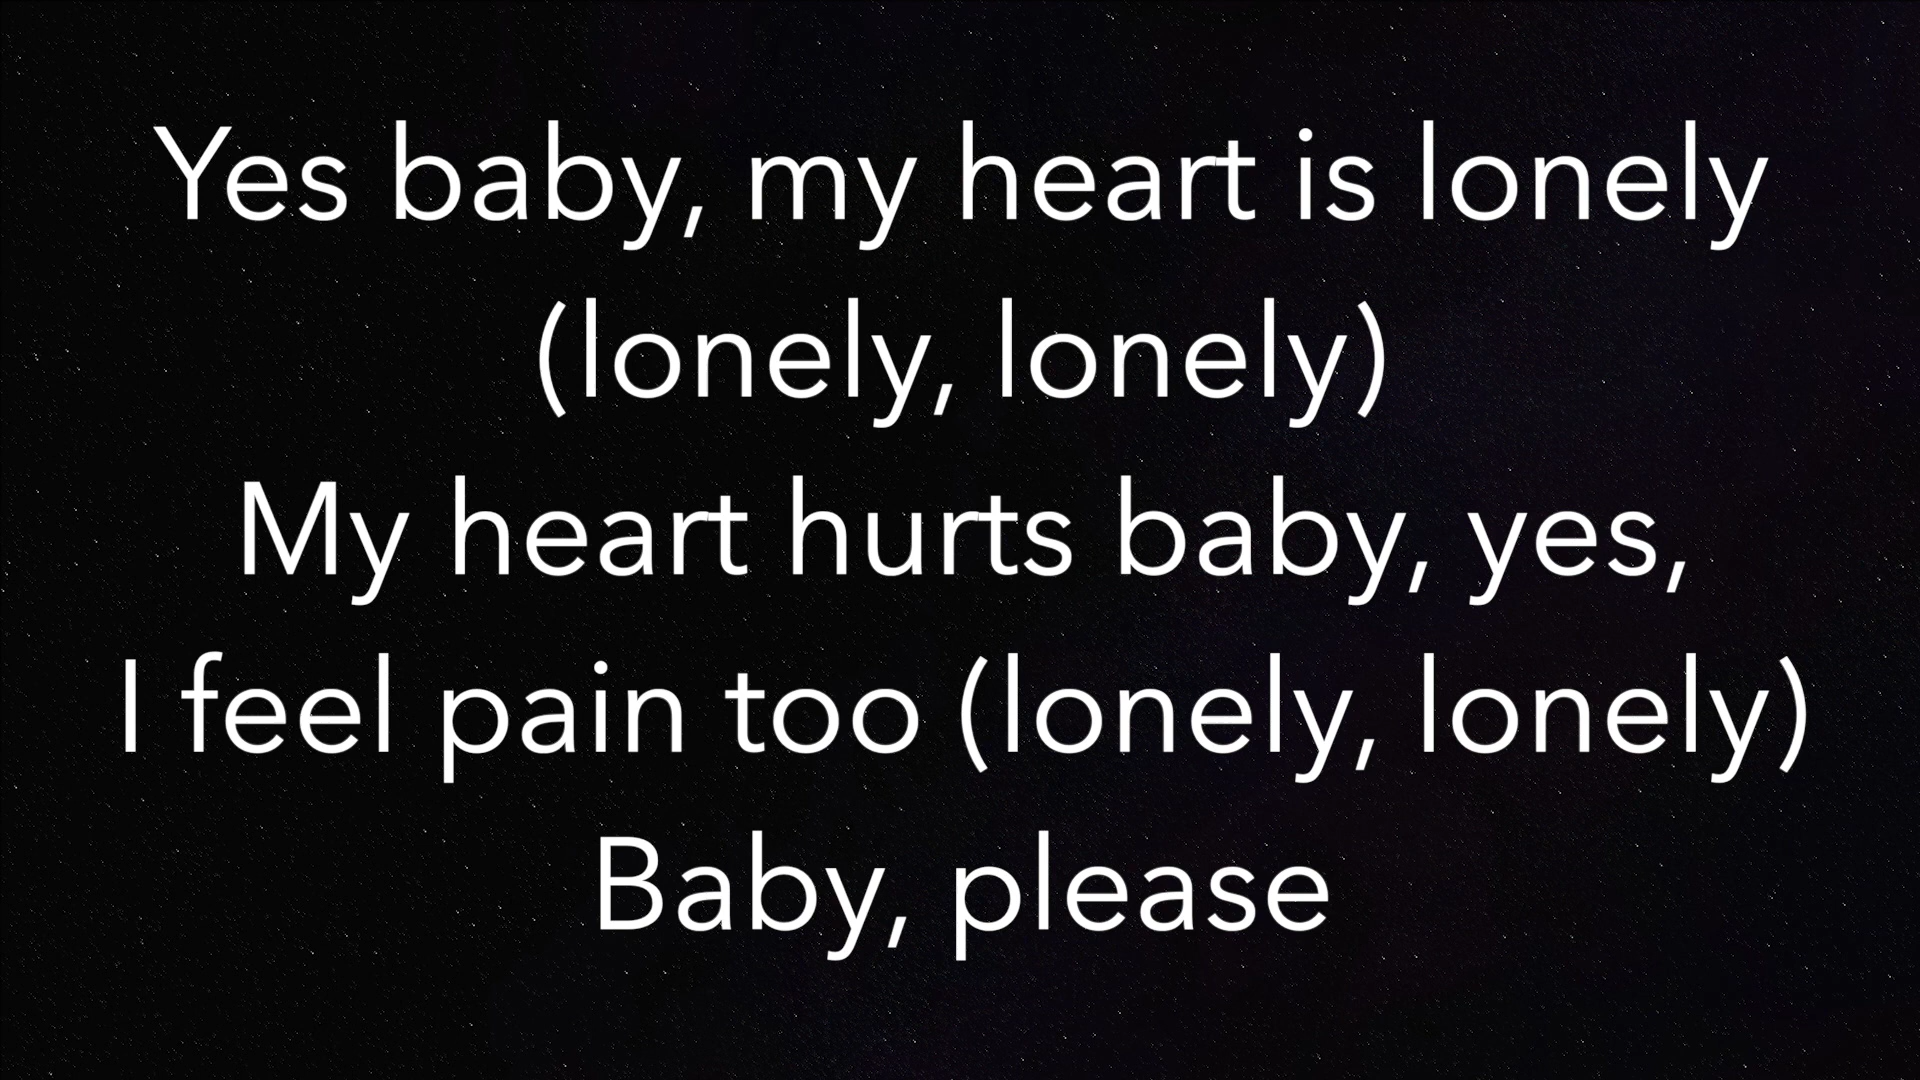 Yes baby, my heart is lonely
(lonely, lonely)
My heart hurts baby, yes,
I feel pain too (lonely, lonely)
Baby, please